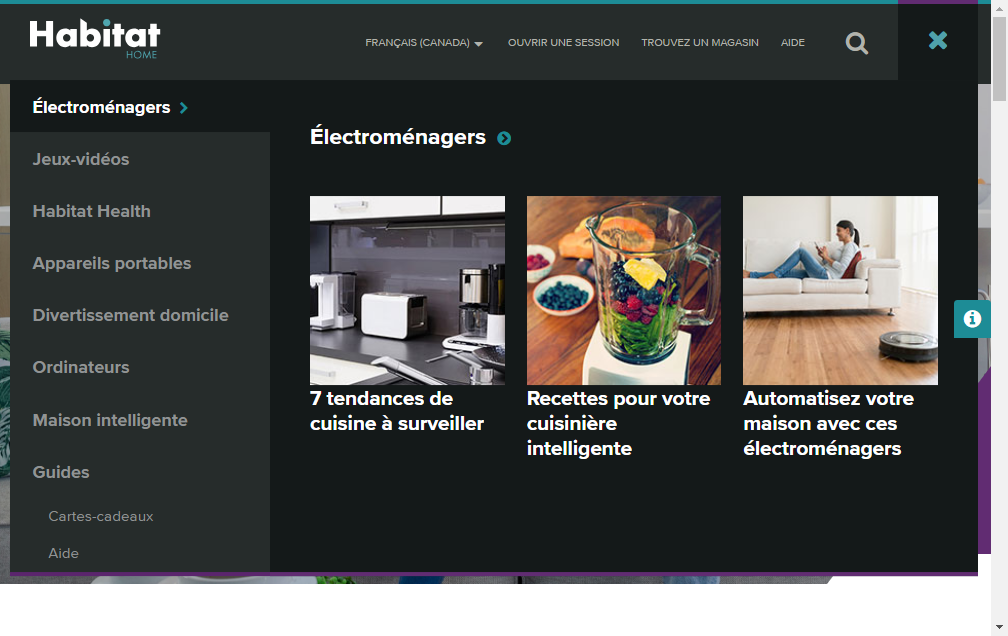 Habitat
HOME
FRANÇAIS (CANADA)
OUVRIR UNE SESSION
TROUVEZ UN MAGASIN
AIDE
Électroménagers
Jeux-vidéos
Habitat Health
Appareils portables
Divertissement domicile
Ordinateurs
Maison intelligente
Guides
Cartes-cadeaux
Aide
Électroménagers
7 tendances de
cuisine à surveiller
Recettes pour votre
cuisinière
intelligente
Automatisez votre
maison avec ces
électroménagers